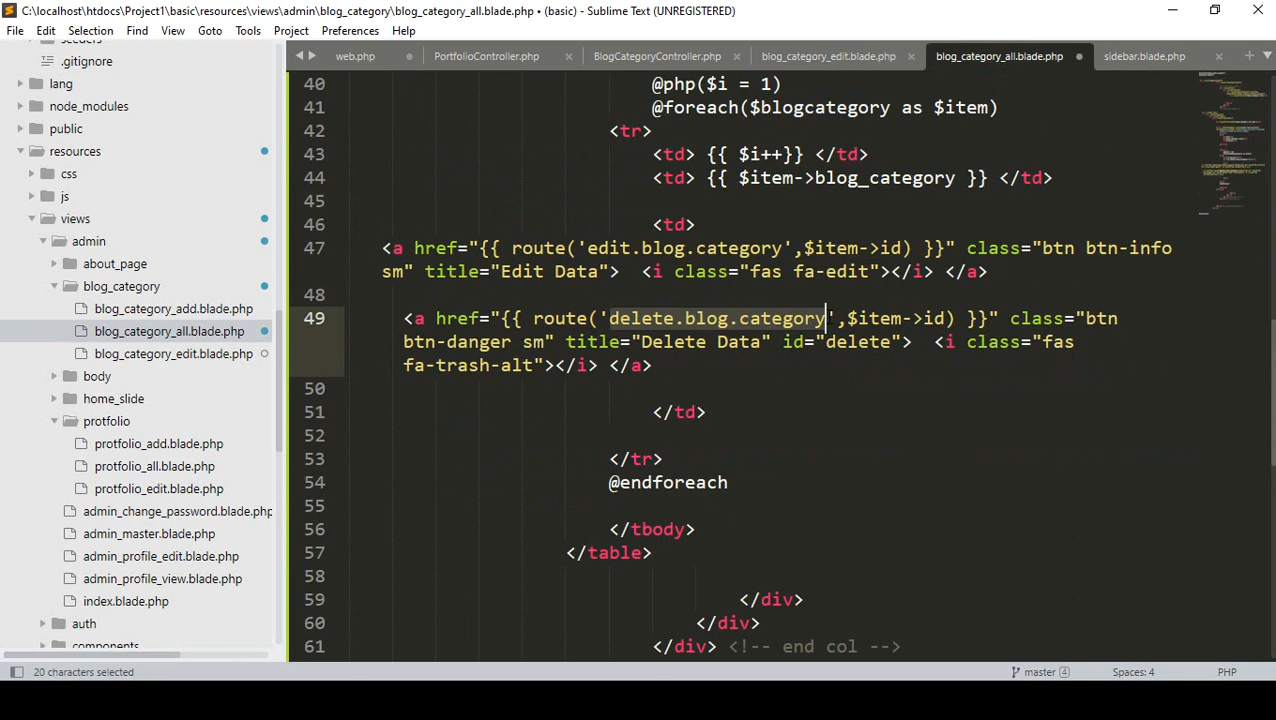 C:\localhost\htdocs\Project1\basic\resources\views\admin\blog_category\blog_category_all.blade.php • (basic) - Sublime Text (UNREGISTERED)
File Edit Selection Find View Goto Tools Project Preferences Help
web.php PortfolioController.php BlogCategoryController.php blog_category_edit.blade.php blog_category_all.blade.php sidebar.blade.php
seeders
.gitignore
lang
node_modules
public
resources
css
js
views
admin
about_page
blog_category
blog_category_add.blade.php
blog_category_all.blade.php
blog_category_edit.blade.php
body
home_slide
protfolio
protfolio_add.blade.php
protfolio_all.blade.php
protfolio_edit.blade.php
admin_change_password.blade.php
admin_master.blade.php
admin_profile_edit.blade.php
admin_profile_view.blade.php
index.blade.php
auth
components
40 @php($i = 1)
41 @foreach($blogcategory as $item)
42 <tr>
43 <td> {{ $i++}} </td>
44 <td> {{ $item->blog_category }} </td>
45
46 <td>
47 <a href="{{ route('edit.blog.category',$item->id) }}" class="btn btn-info
sm" title="Edit Data">  <i class="fas fa-edit"></i> </a>
48
49 <a href="{{ route('delete.blog.category',$item->id) }}" class="btn
btn-danger sm" title="Delete Data" id="delete">  <i class="fas
fa-trash-alt"></i> </a>
50
51 </td>
52
53 </tr>
54 @endforeach
55
56 </tbody>
57 </table>
58
59 </div>
60 </div>
61 </div> <!-- end col -->
20 characters selected master 4 Spaces: 4 PHP